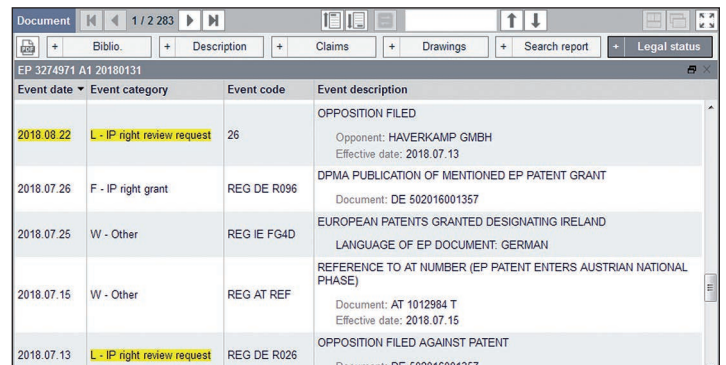 Document 1 / 2 283
+ Biblio. + Description + Claims + Drawings + Search report + Legal status
EP 3274971 A1 20180131
Event date Event category Event code Event description
OPPOSITION FILED
2018.08.22 L - IP right review request 26
Opponent: HAVERKAMP GMBH
Effective date: 2018.07.13
DPMA PUBLICATION OF MENTIONED EP PATENT GRANT
2018.07.26 F - IP right grant REG DE R096
Document: DE 502016001357
EUROPEAN PATENTS GRANTED DESIGNATING IRELAND
2018.07.25 W - Other REG IE FG4D
LANGUAGE OF EP DOCUMENT: GERMAN
REFERENCE TO AT NUMBER (EP PATENT ENTERS AUSTRIAN NATIONAL
PHASE)
2018.07.15 W - Other REG AT REF
Document: AT 1012984 T
Effective date: 2018.07.15
OPPOSITION FILED AGAINST PATENT
2018.07.13 L - IP right review request REG DE R026
Document: DE 502016001357